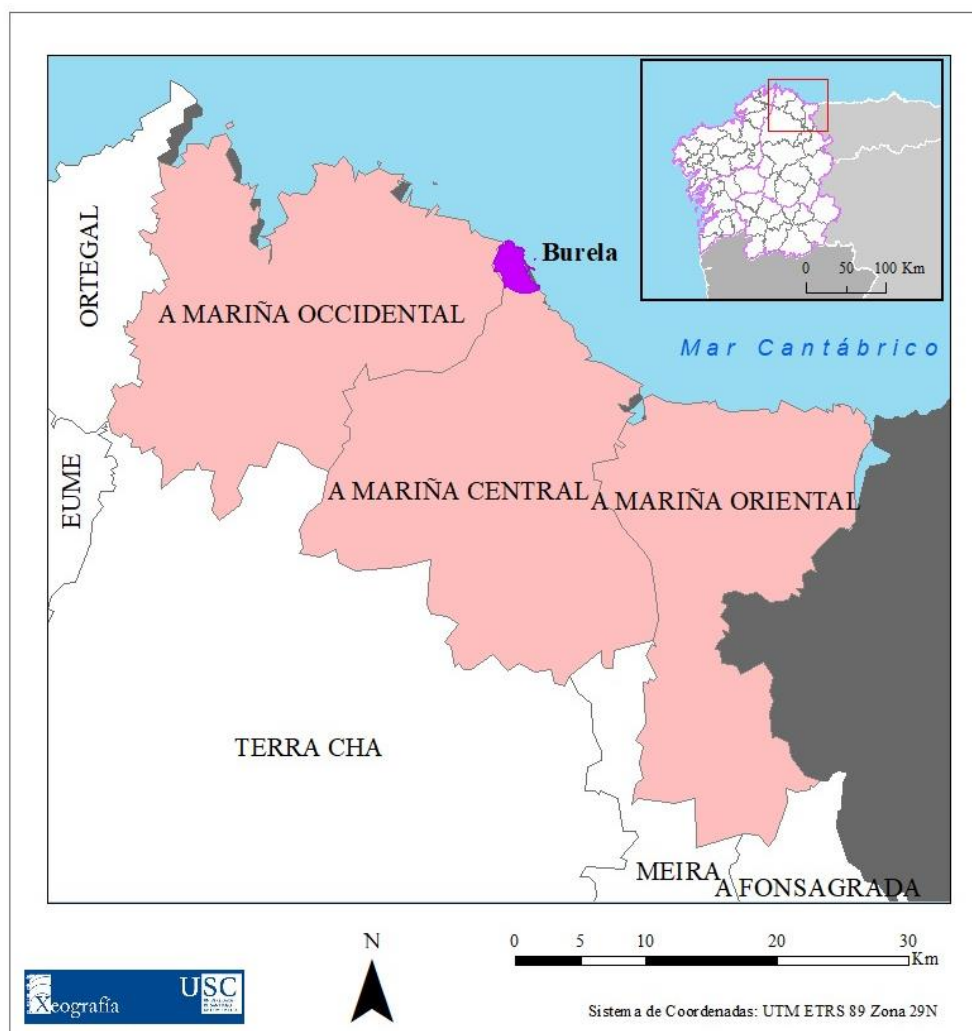 Burela
0 50 100 Km
ORTEGAL
A MARIÑA OCCIDENTAL
Mar Cantábrico
EUME
A MARIÑA CENTRAL
A MARIÑA ORIENTAL
TERRA CHA
MEIRA
A FONSAGRADA
N
0 5 10 20 30
Km
Xeografía
USC
Sistema de Coordenadas: UTM ETRS 89 Zona 29N